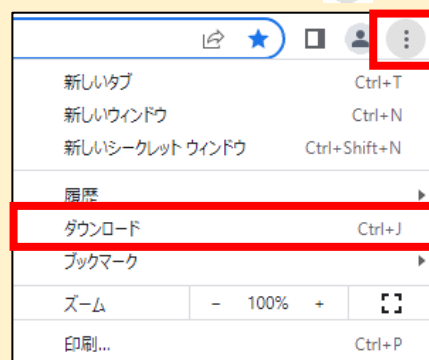 新しいタブ Ctrl+T
新しいウィンドウ Ctrl+N
新しいシークレット ウィンドウ Ctrl+Shift+N
履歴
ダウンロード Ctrl+J
ブックマーク
ズーム - 100% +
印刷... Ctrl+P